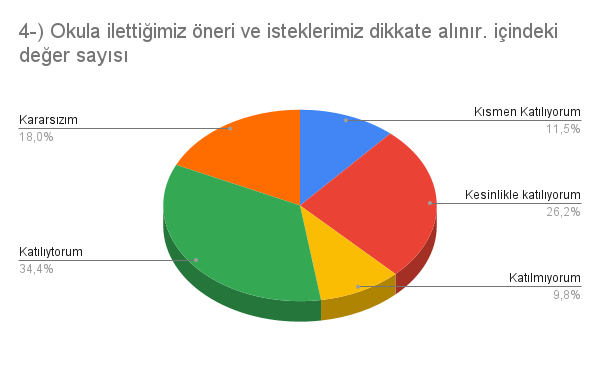 4-) Okula ilettiğimiz öneri ve isteklerimiz dikkate alınır. içindeki
değer sayısı
Kısmen Katılıyorum
11,5%
Kesinlikle katılıyorum
26,2%
Katılmıyorum
9,8%
Katılıytorum
34,4%
Kararsızım
18,0%